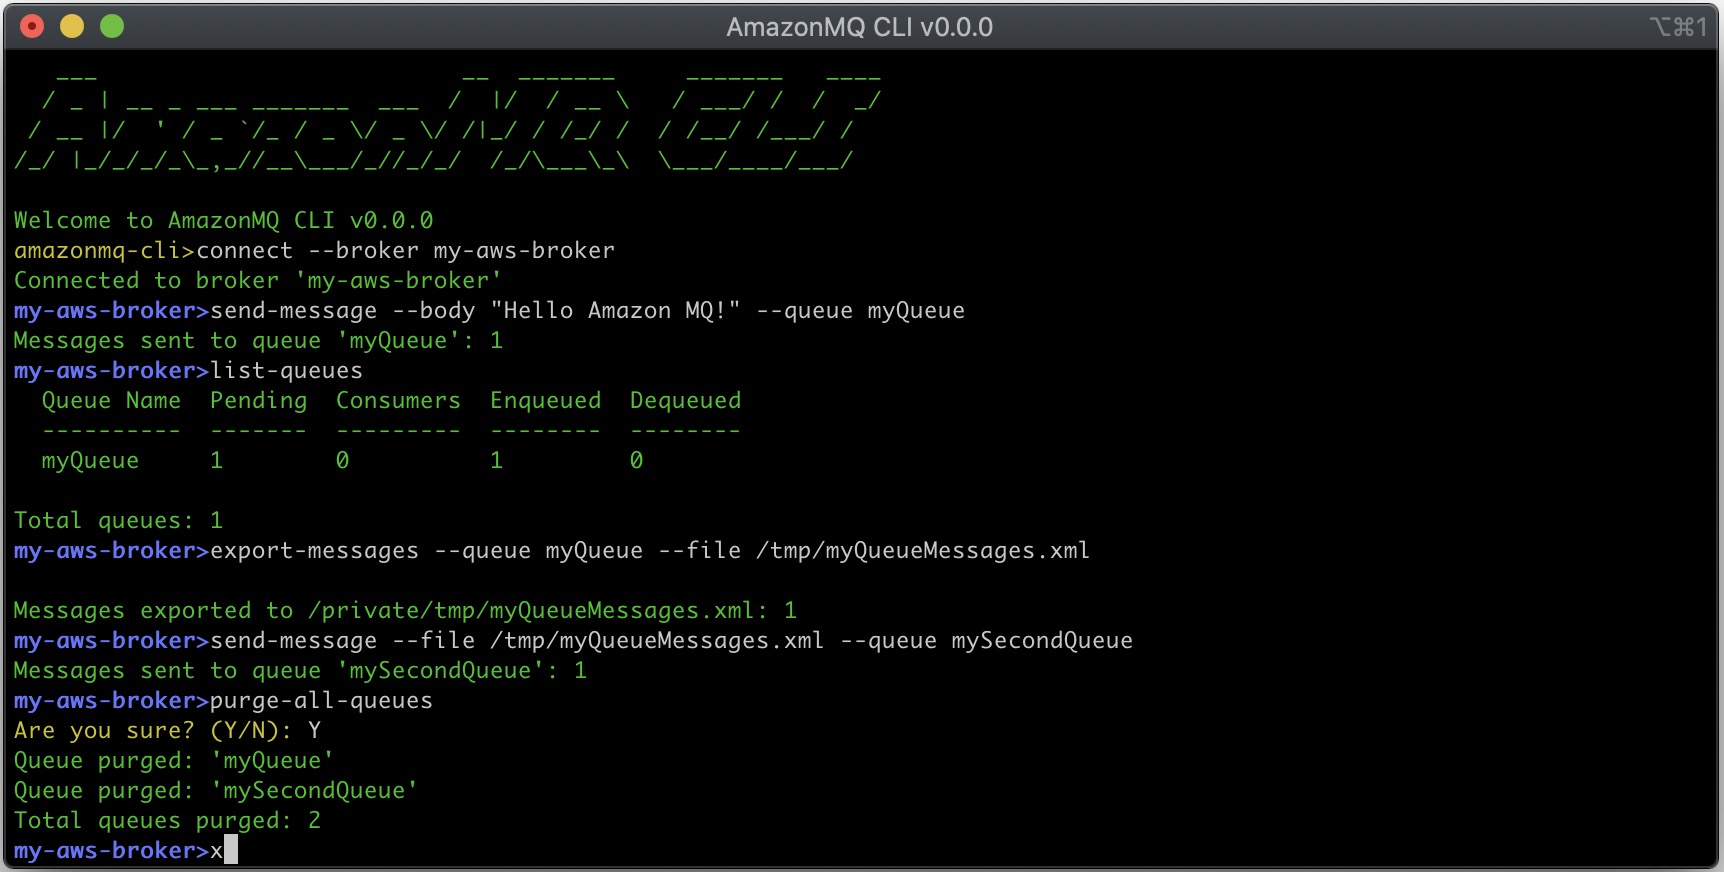 AmazonMQ CLI v0.0.0
⌥⌘1
AmazonMQ CLI
Welcome to AmazonMQ CLI v0.0.0
amazonmq-cli>connect --broker my-aws-broker
Connected to broker 'my-aws-broker'
my-aws-broker>send-message --body "Hello Amazon MQ!" --queue myQueue
Messages sent to queue 'myQueue': 1
my-aws-broker>list-queues
  Queue Name  Pending  Consumers  Enqueued  Dequeued
  ----------  -------  ---------  --------  --------
  myQueue     1        0          1         0
Total queues: 1
my-aws-broker>export-messages --queue myQueue --file /tmp/myQueueMessages.xml
Messages exported to /private/tmp/myQueueMessages.xml: 1
my-aws-broker>send-message --file /tmp/myQueueMessages.xml --queue mySecondQueue
Messages sent to queue 'mySecondQueue': 1
my-aws-broker>purge-all-queues
Are you sure? (Y/N): Y
Queue purged: 'myQueue'
Queue purged: 'mySecondQueue'
Total queues purged: 2
my-aws-broker>x